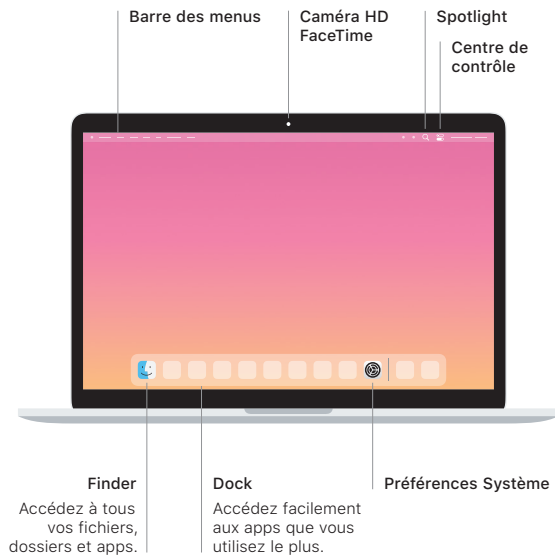 Barre des menus
Caméra HD
FaceTime
Spotlight
Centre de
contrôle
Finder
Accédez à tous
vos fichiers,
dossiers et apps.
Dock
Accédez facilement
aux apps que vous
utilisez le plus.
Préférences Système